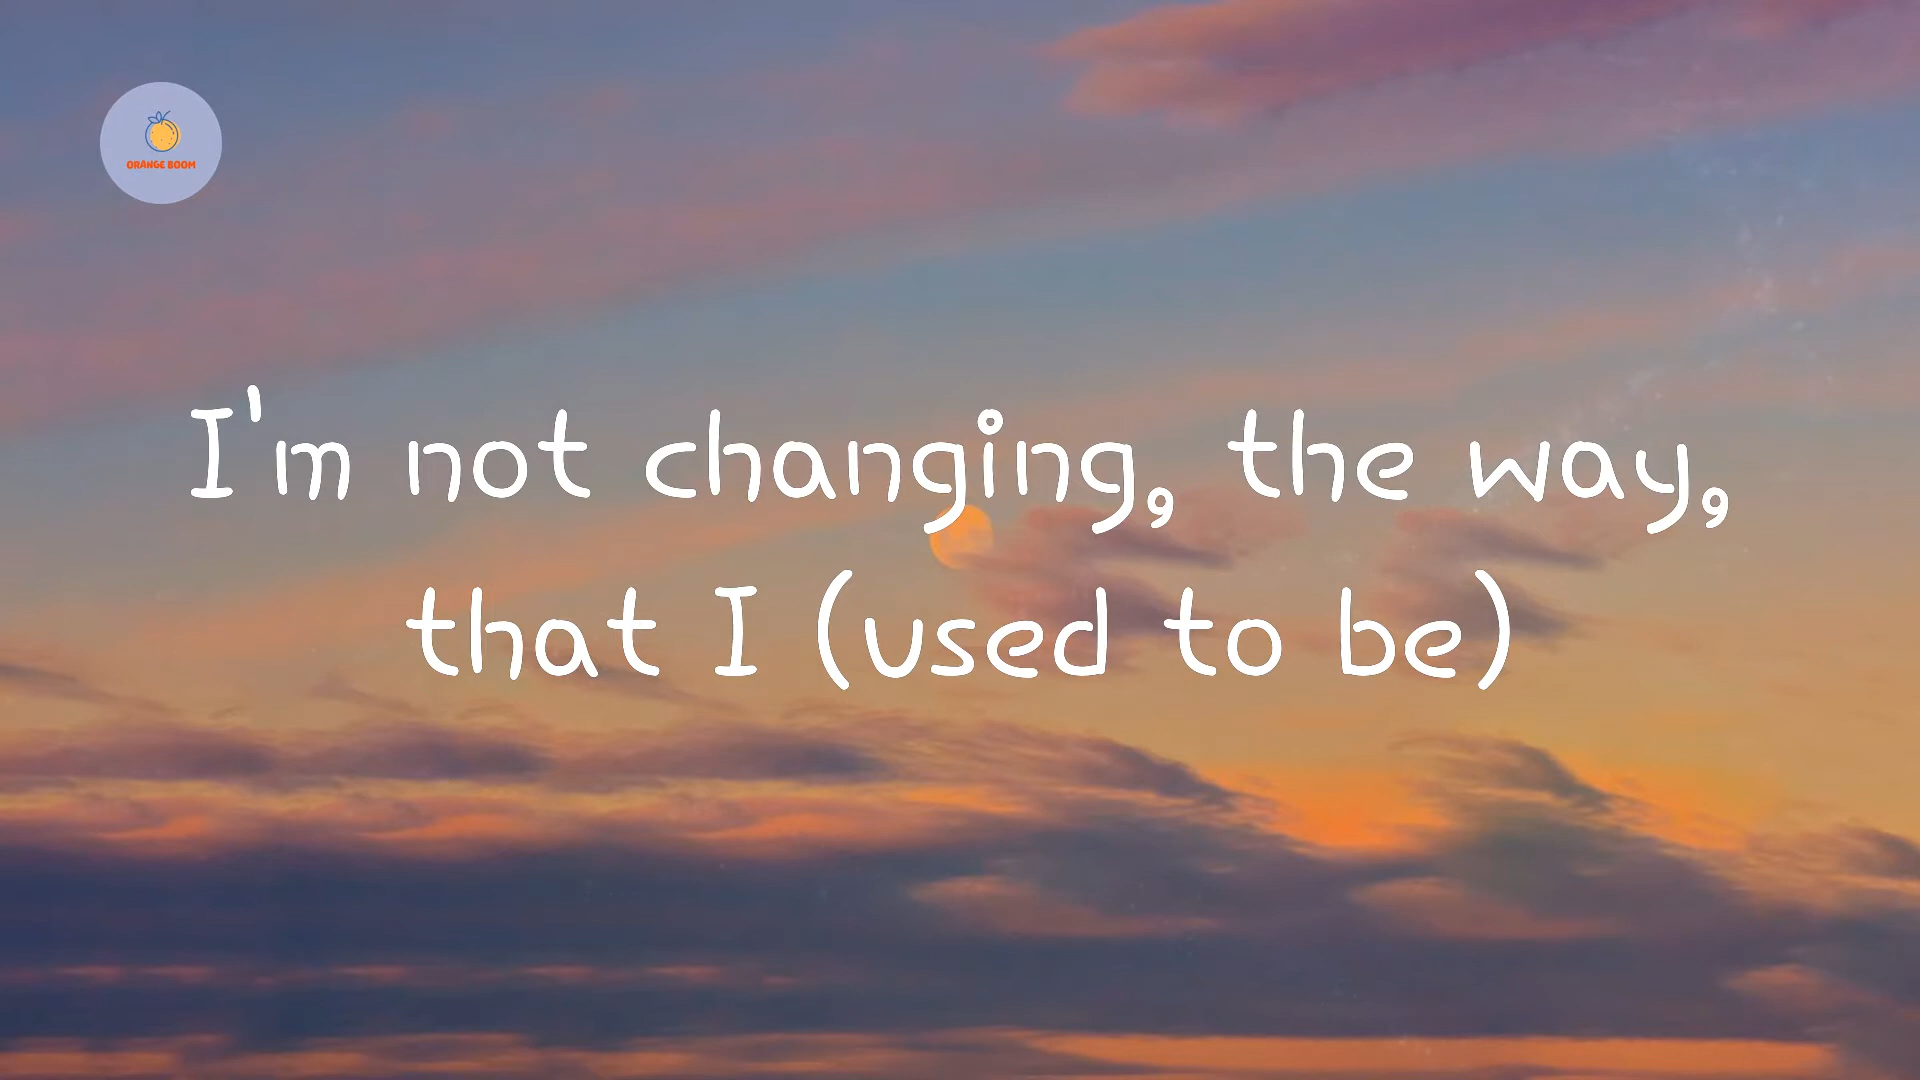 ORANGE BOOM
I'm not changing, the way,
that I (used to be)